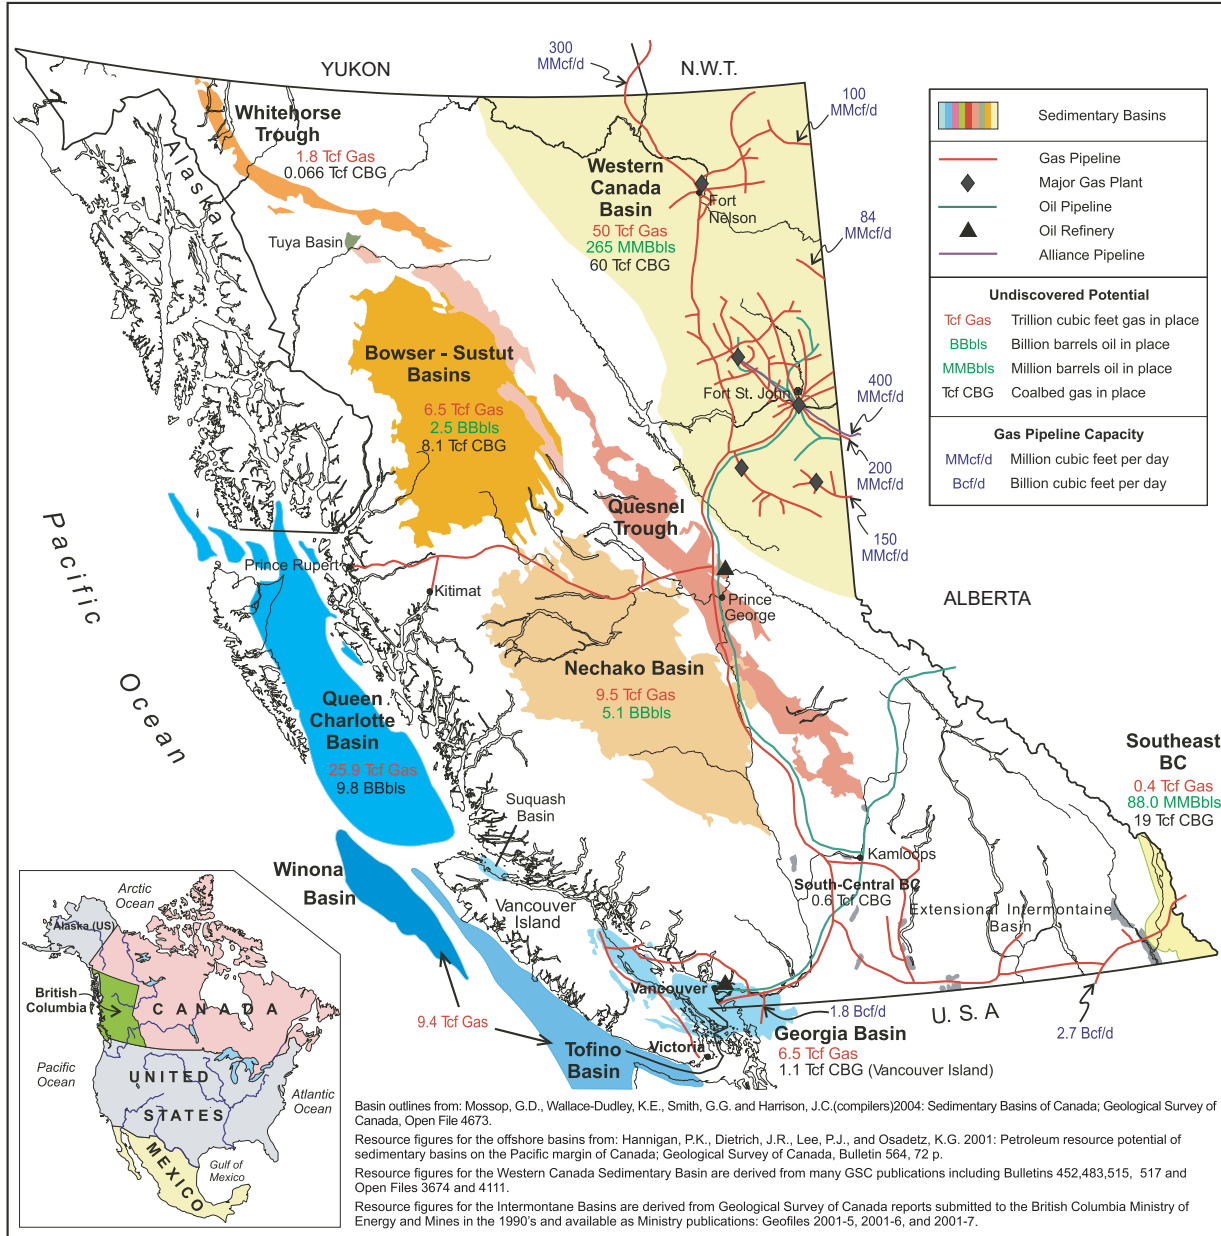 300
MMcf/d
YUKON
N.W.T.
100
MMcf/d
Whitehorse
Trough
1.8 Tcf Gas
0.066 Tcf CBG
Alaska
Western
Canada
Basin
50 Tcf Gas
265 MMBbls
60 Tcf CBG
Fort
Nelson
84
MMcf/d
Tuya Basin
Bowser - Sustut
Basins
6.5 Tcf Gas
2.5 BBbls
8.1 Tcf CBG
Fort St. John
400
MMcf/d
200
MMcf/d
150
MMcf/d
Quesnel
Trough
Pacific
Ocean
Prince Rupert
Kitimat
Prince
George
ALBERTA
Nechako Basin
9.5 Tcf Gas
5.1 BBbls
Queen
Charlotte
Basin
25.9 Tcf Gas
9.8 BBbls
Southeast
BC
0.4 Tcf Gas
88.0 MMBbls
19 Tcf CBG
Suquash
Basin
Kamloops
Winona
Basin
South-Central BC
0.6 Tcf CBG
Vancouver
Island
Extensional Intermontaine
Basin
Vancouver
1.8 Bcf/d
U. S. A
2.7 Bcf/d
9.4 Tcf Gas
Georgia Basin
6.5 Tcf Gas
1.1 Tcf CBG (Vancouver Island)
Victoria
Tofino
Basin
Sedimentary Basins
Gas Pipeline
Major Gas Plant
Oil Pipeline
Oil Refinery
Alliance Pipeline
Undiscovered Potential
Tcf Gas Trillion cubic feet gas in place
BBbls Billion barrels oil in place
MMBbls Million barrels oil in place
Tcf CBG Coalbed gas in place
Gas Pipeline Capacity
MMcf/d Million cubic feet per day
Bcf/d Billion cubic feet per day
Arctic
Ocean
Alaska (US)
British
Columbia
CANADA
Pacific
Ocean
UNITED
STATES
Atlantic
Ocean
MEXICO
Gulf of
Mexico
Basin outlines from: Mossop, G.D., Wallace-Dudley, K.E., Smith, G.G. and Harrison, J.C.(compilers)2004: Sedimentary Basins of Canada; Geological Survey of
Canada, Open File 4673.
Resource figures for the offshore basins from: Hannigan, P.K., Dietrich, J.R., Lee, P.J., and Osadetz, K.G. 2001: Petroleum resource potential of
sedimentary basins on the Pacific margin of Canada; Geological Survey of Canada, Bulletin 564, 72 p.
Resource figures for the Western Canada Sedimentary Basin are derived from many GSC publications including Bulletins 452,483,515, 517 and
Open Files 3674 and 4111.
Resource figures for the Intermontane Basins are derived from Geological Survey of Canada reports submitted to the British Columbia Ministry of
Energy and Mines in the 1990's and available as Ministry publications: Geofiles 2001-5, 2001-6, and 2001-7.